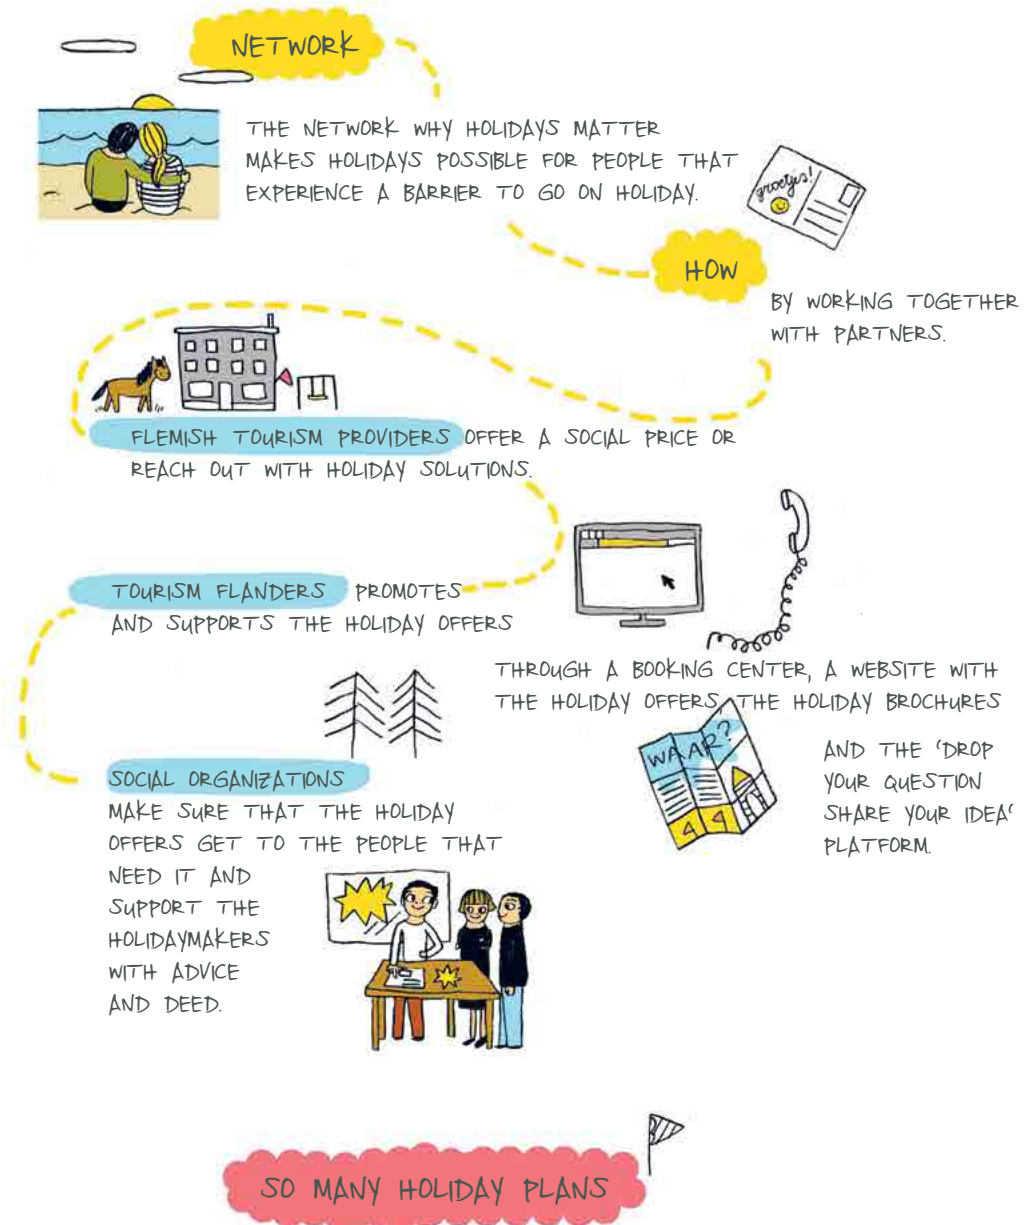 NETWORK
THE NETWORK WHY HOLIDAYS MATTER
MAKES HOLIDAYS POSSIBLE FOR PEOPLE THAT
EXPERIENCE A BARRIER TO GO ON HOLIDAY.
groetjes!
HOW
BY WORKING TOGETHER
WITH PARTNERS.
FLEMISH TOURISM PROVIDERS OFFER A SOCIAL PRICE OR
REACH OUT WITH HOLIDAY SOLUTIONS.
TOURISM FLANDERS PROMOTES
AND SUPPORTS THE HOLIDAY OFFERS
THROUGH A BOOKING CENTER, A WEBSITE WITH
THE HOLIDAY OFFERS, THE HOLIDAY BROCHURES
WAAR?
AND THE ‘DROP
YOUR QUESTION
SHARE YOUR IDEA‘
PLATFORM.
SOCIAL ORGANIZATIONS
MAKE SURE THAT THE HOLIDAY
OFFERS GET TO THE PEOPLE THAT
NEED IT AND
SUPPORT THE
HOLIDAYMAKERS
WITH ADVICE
AND DEED.
SO MANY HOLIDAY PLANS